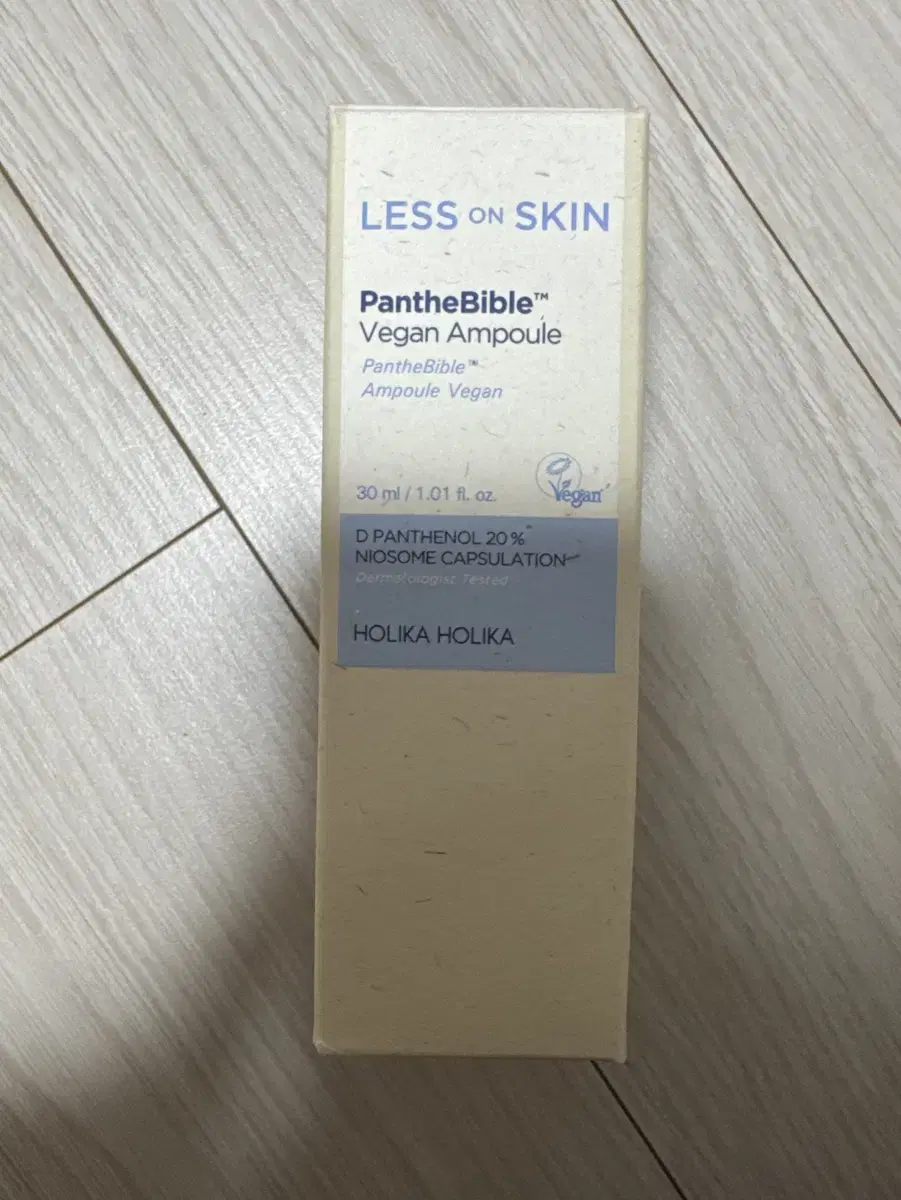 LESS ON SKIN
PantheBible™
Vegan Ampoule
PantheBible™
Ampoule Vegan
30 ml / 1.01 fl. oz.
Vegan
D PANTHENOL 20%
NIOSOME CAPSULATION
Dermatologist Tested
HOLIKA HOLIKA